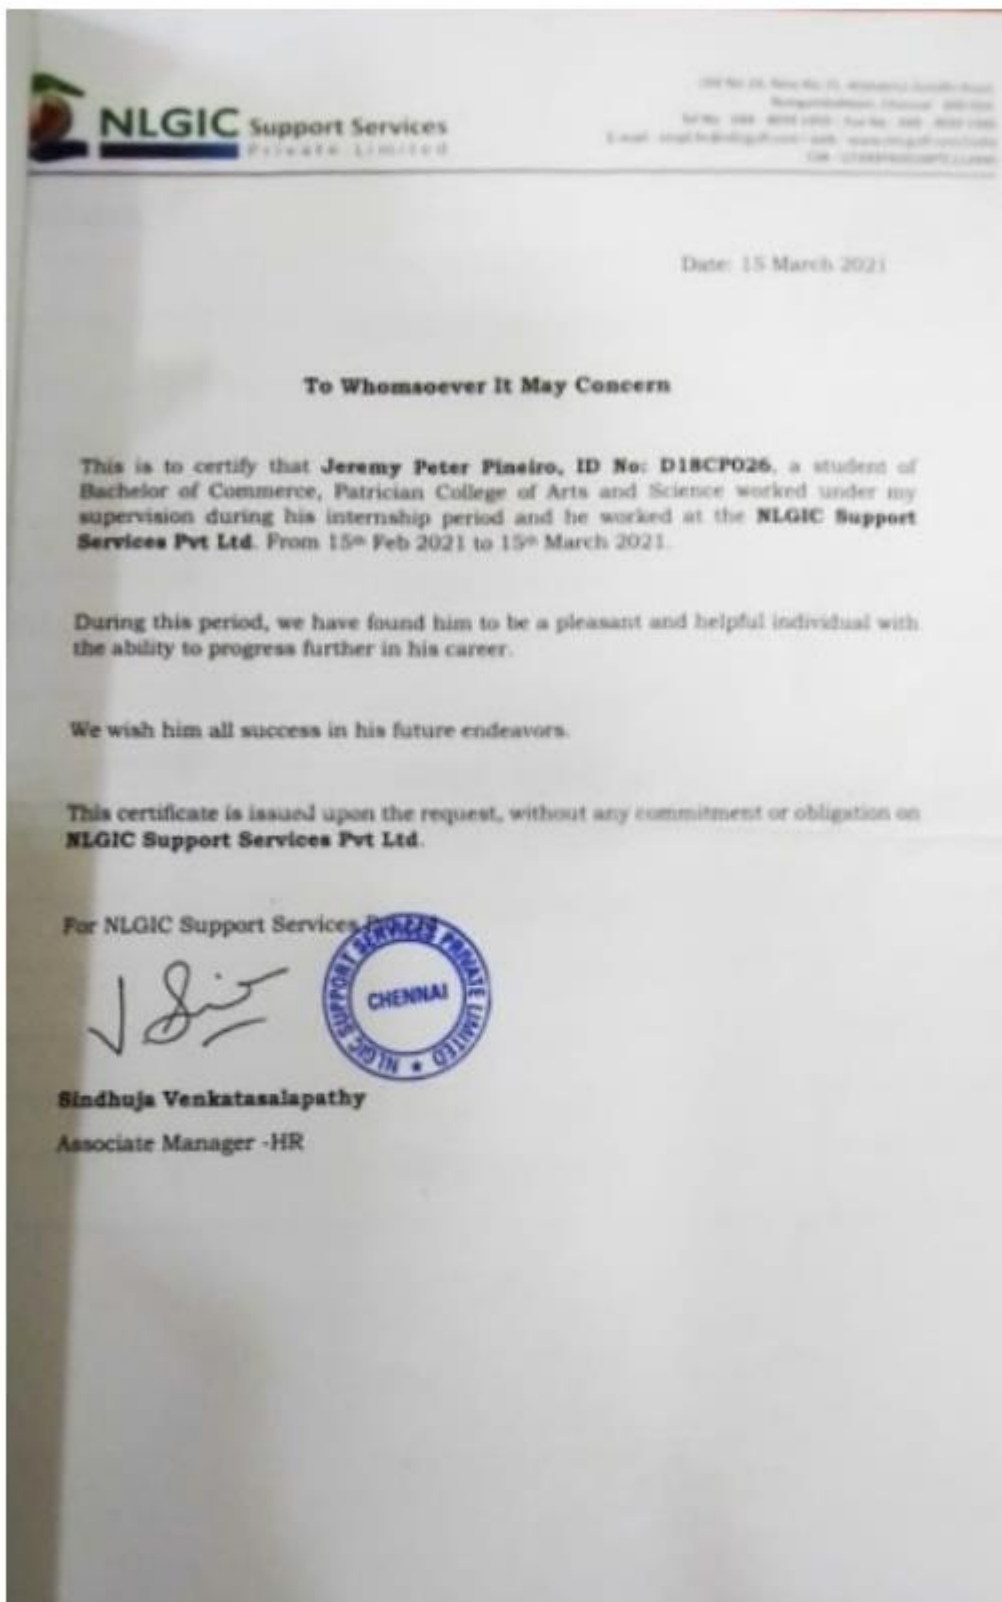 NLGIC Support Services
Private Limited
Date: 15 March 2021
To Whomsoever It May Concern
This is to certify that Jeremy Peter Pineiro, ID No: D18CP026, a student of
Bachelor of Commerce, Patrician College of Arts and Science worked under my
supervision during his internship period and he worked at the NLGIC Support
Services Pvt Ltd. From 15th Feb 2021 to 15th March 2021.
During this period, we have found him to be a pleasant and helpful individual with
the ability to progress further in his career.
We wish him all success in his future endeavors.
This certificate is issued upon the request, without any commitment or obligation on
NLGIC Support Services Pvt Ltd.
For NLGIC Support Services
NLGIC SUPPORT SERVICES PRIVATE LIMITED
CHENNAI
Sindhuja Venkatasalapathy
Associate Manager -HR